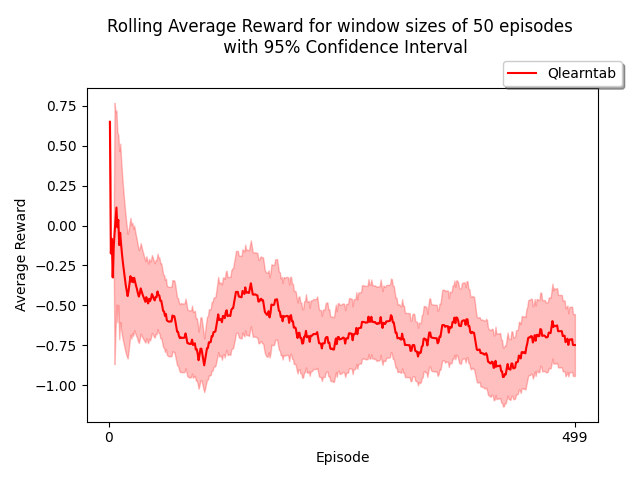 Rolling Average Reward for window sizes of 50 episodes
with 95% Confidence Interval
Qlearntab
0.75
0.50
0.25
0.00
−0.25
−0.50
−0.75
−1.00
Average Reward
0
499
Episode